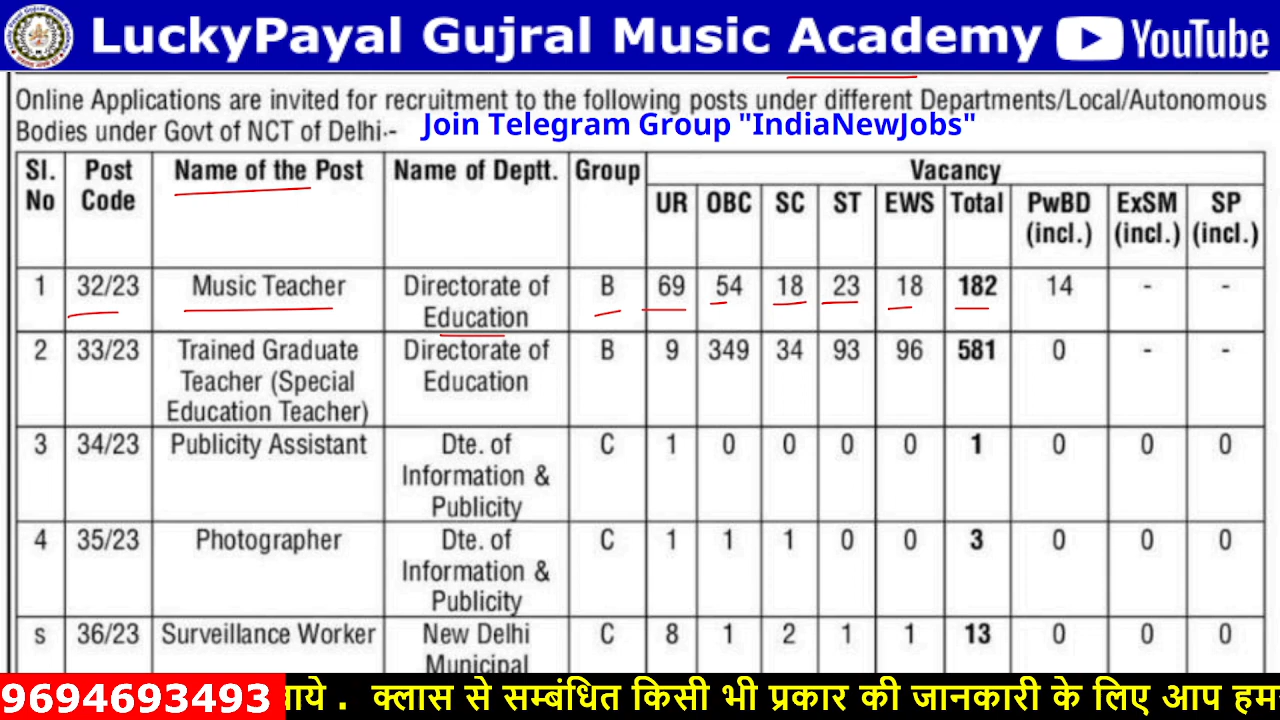 LuckyPayal Gujral Music Academy YouTube
Online Applications are invited for recruitment to the following posts under different Departments/Local/Autonomous
Bodies under Govt of NCT of Delhi-- Join Telegram Group "IndiaNewJobs"
Sl. No Post Code Name of the Post Name of Deptt. Group Vacancy
UR OBC SC ST EWS Total PwBD (incl.) ExSM (incl.) SP (incl.)
1 32/23 Music Teacher Directorate of Education B 69 54 18 23 18 182 14 - -
2 33/23 Trained Graduate Teacher (Special Education Teacher) Directorate of Education B 9 349 34 93 96 581 0 - -
3 34/23 Publicity Assistant Dte. of Information & Publicity C 1 0 0 0 0 1 0 0 0
4 35/23 Photographer Dte. of Information & Publicity C 1 1 1 0 0 3 0 0 0
s 36/23 Surveillance Worker New Delhi Municipal C 8 1 2 1 1 13 0 0 0
9694693493 क्लास से सम्बंधित किसी भी प्रकार की जानकारी के लिए आप हम